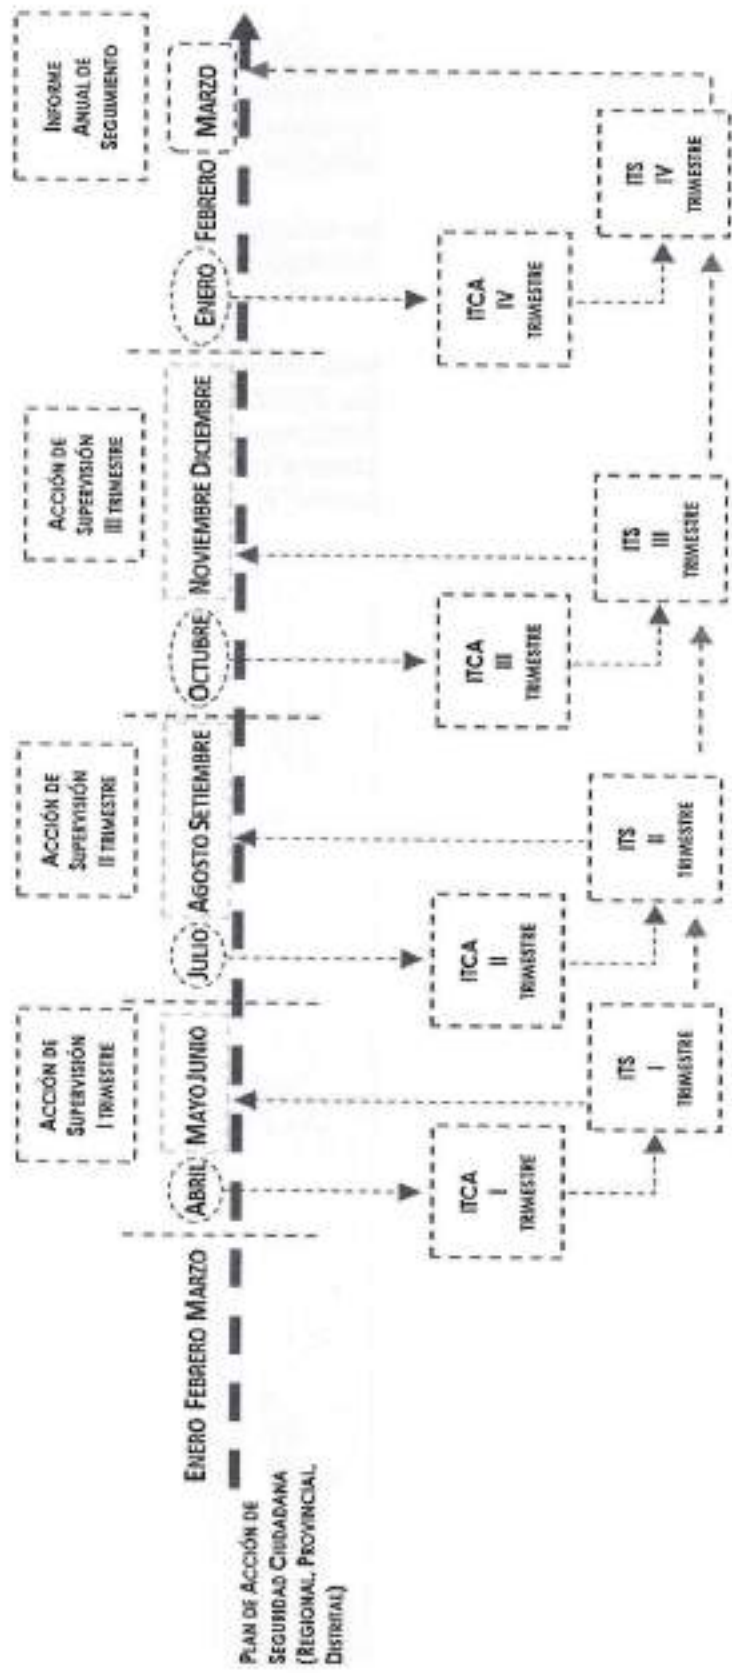 ACCIÓN DE
SUPERVISIÓN
I TRIMESTRE
ACCIÓN DE
SUPERVISIÓN
II TRIMESTRE
ACCIÓN DE
SUPERVISIÓN
III TRIMESTRE
INFORME
ANUAL DE
SEGUIMIENTO
ENERO FEBRERO MARZO
ABRIL
MAYO JUNIO
JULIO
AGOSTO SETIEMBRE
OCTUBRE
NOVIEMBRE DICIEMBRE
ENERO
FEBRERO
MARZO
PLAN DE ACCIÓN DE
SEGURIDAD CIUDADANA
(REGIONAL, PROVINCIAL,
DISTRITAL)
ITCA
I
TRIMESTRE
ITCA
II
TRIMESTRE
ITCA
III
TRIMESTRE
ITCA
IV
TRIMESTRE
ITS
I
TRIMESTRE
ITS
II
TRIMESTRE
ITS
III
TRIMESTRE
ITS
IV
TRIMESTRE